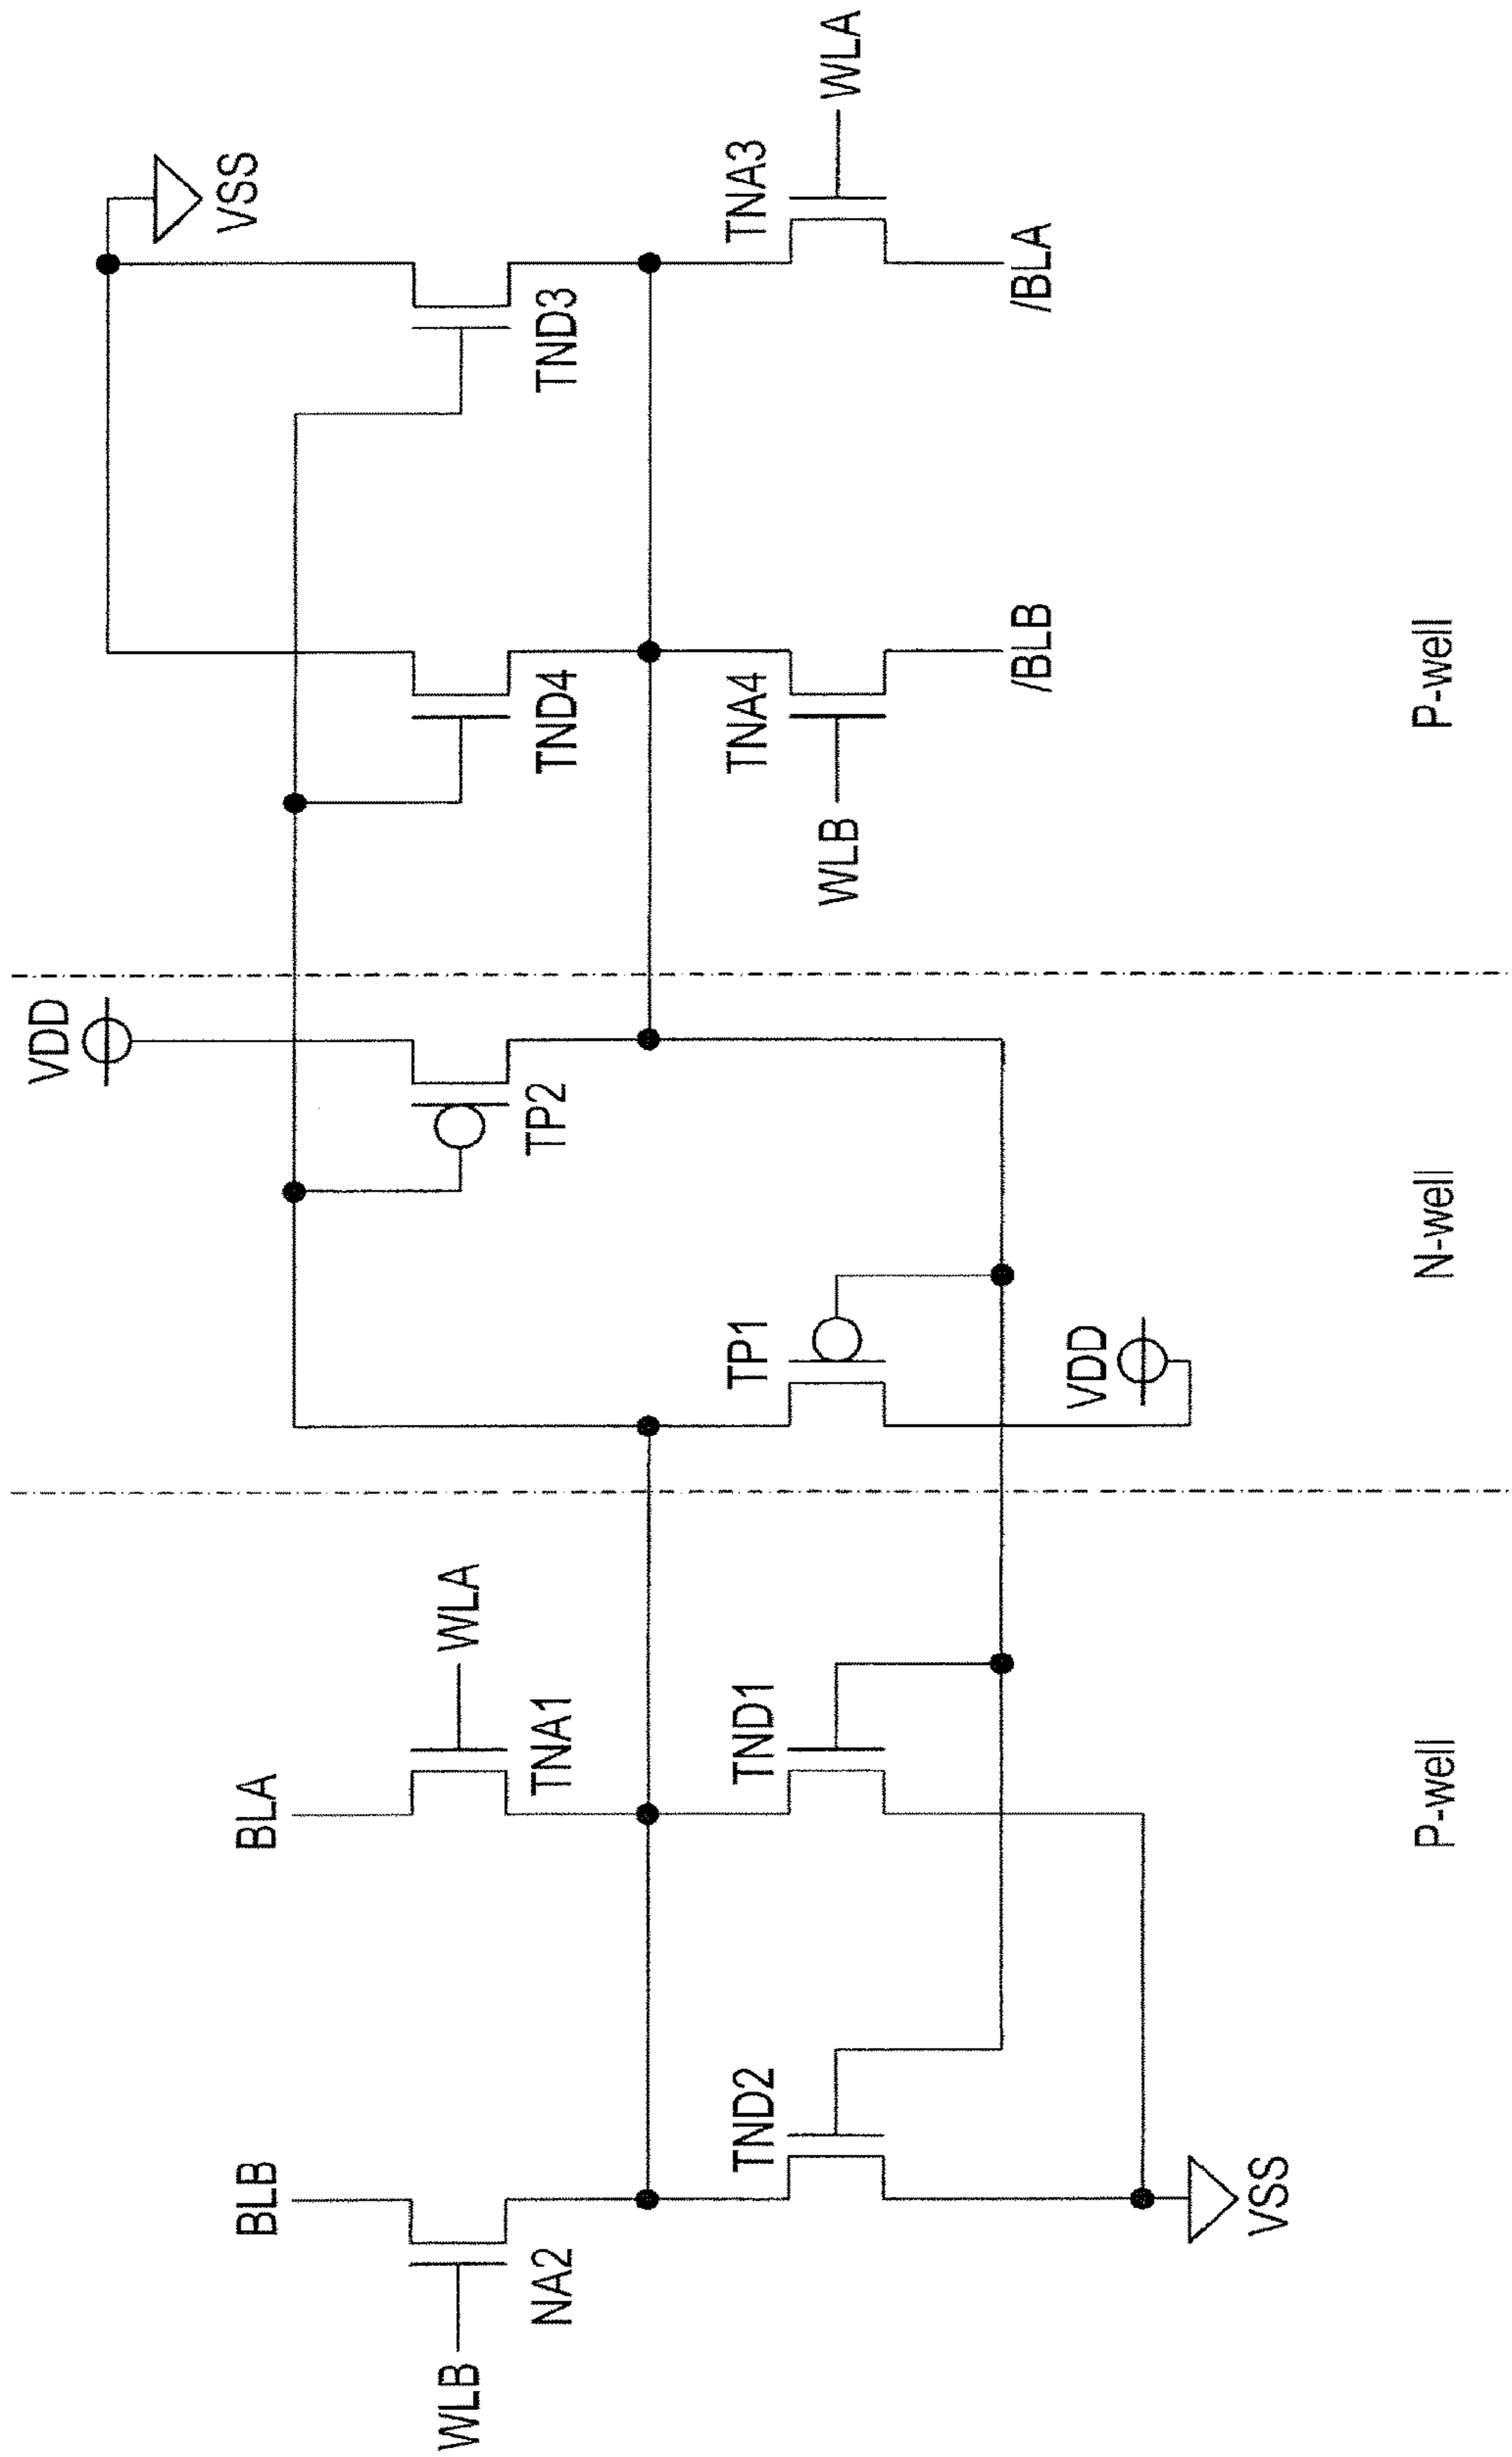 VDD
VSS
BLB
BLA
WLB
NA2
WLA
TNA1
TP2
TND4
TND3
TND2
TND1
TP1
TNA4
TNA3
WLB
WLA
/BLB
/BLA
VDD
VSS
P-well
N-well
P-well